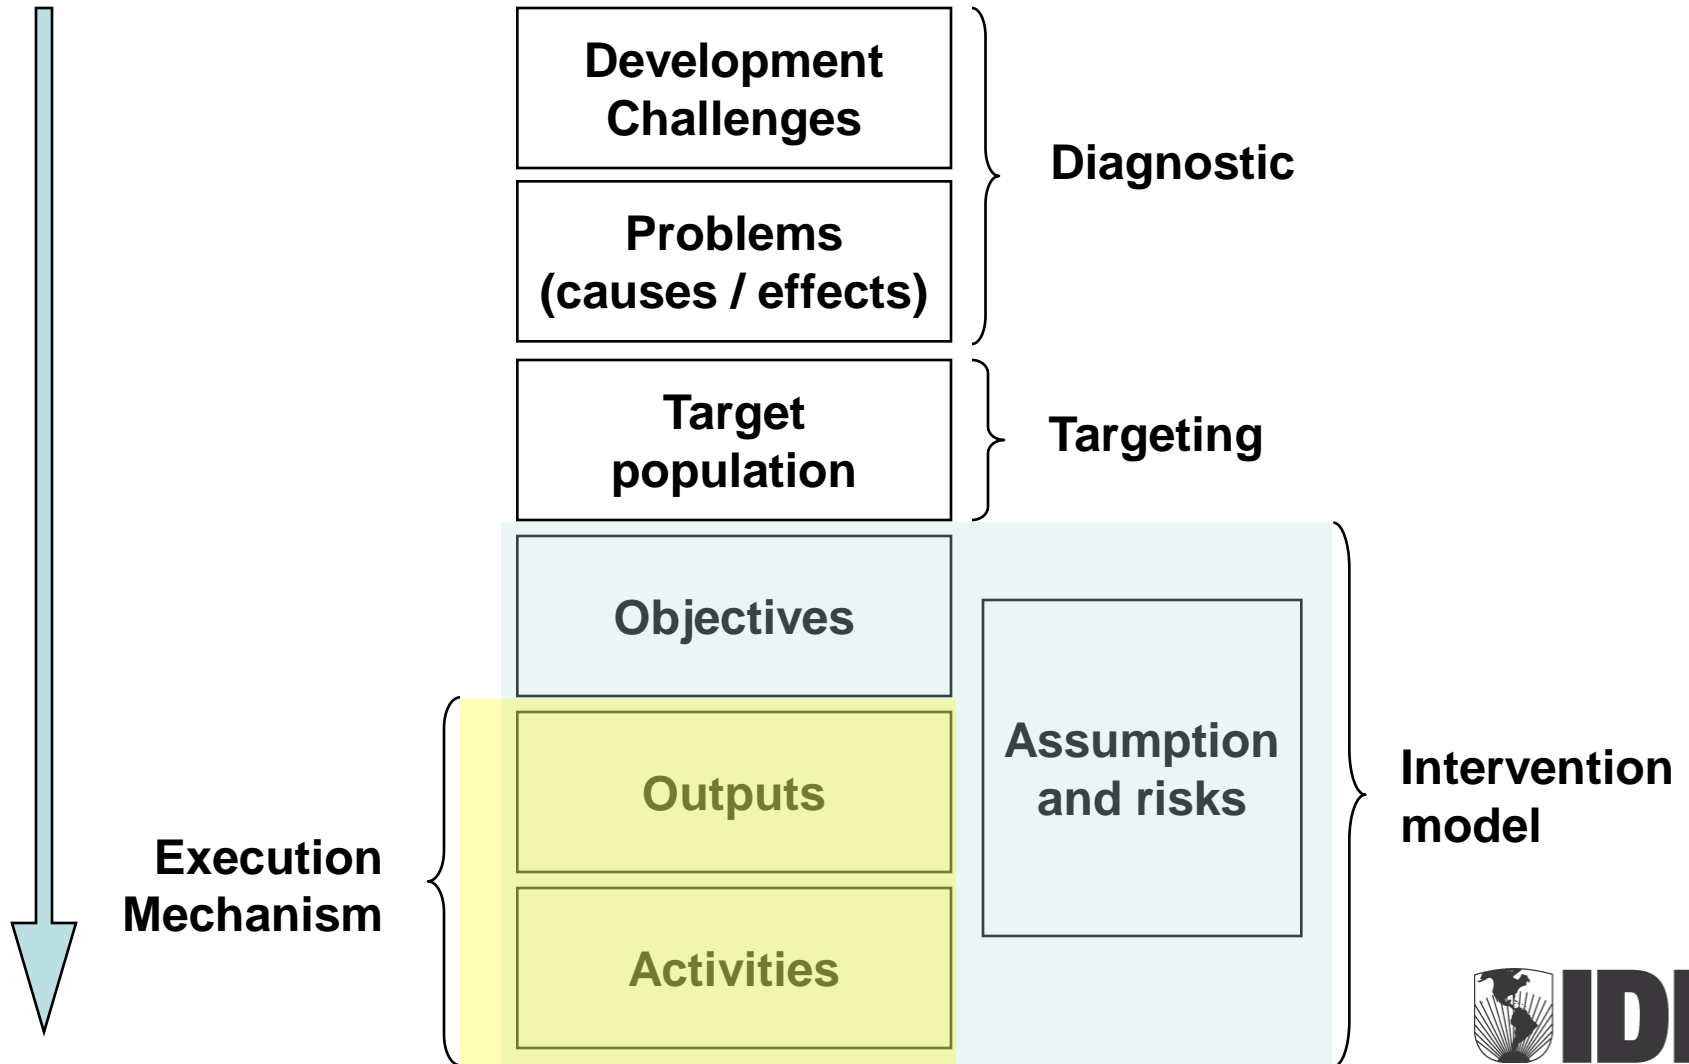 Development
Challenges
Diagnostic
Problems
(causes / effects)
Target
population
Targeting
Objectives
Outputs
Assumption
and risks
Intervention
model
Execution
Mechanism
Activities